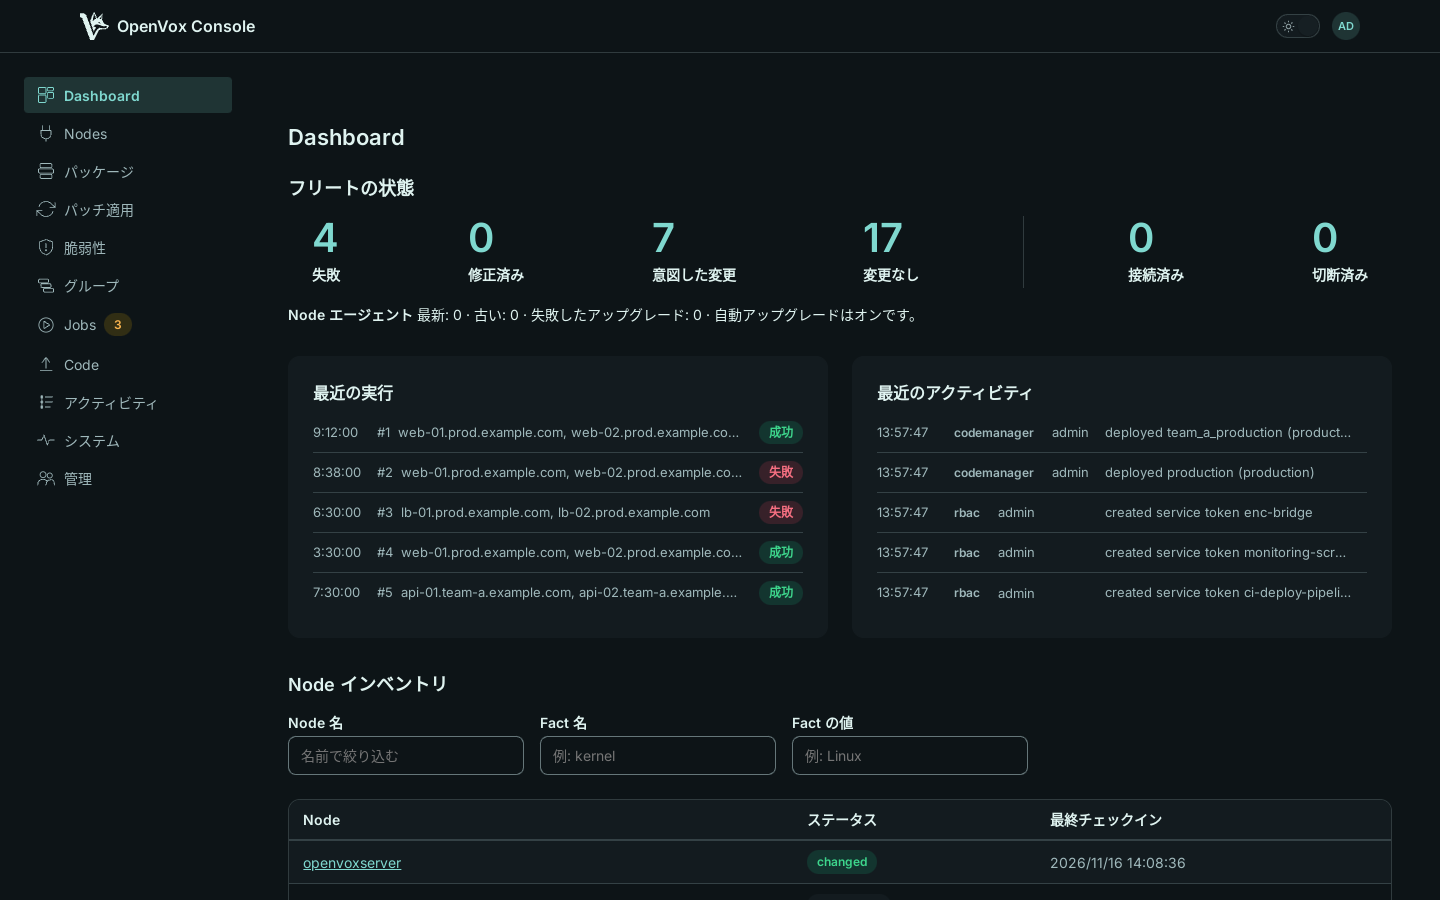 OpenVox Console
AD
Dashboard
Nodes
パッケージ
パッチ適用
脆弱性
グループ
Jobs 3
Code
アクティビティ
システム
管理
Dashboard
フリートの状態
4 0 7 17 0 0
失敗 修正済み 意図した変更 変更なし 接続済み 切断済み
Node エージェント 最新: 0 · 古い: 0 · 失敗したアップグレード: 0 · 自動アップグレードはオンです。
最近の実行
9:12:00 #1 web-01.prod.example.com, web-02.prod.example.co... 成功
8:38:00 #2 web-01.prod.example.com, web-02.prod.example.co... 失敗
6:30:00 #3 lb-01.prod.example.com, lb-02.prod.example.com 失敗
3:30:00 #4 web-01.prod.example.com, web-02.prod.example.co... 成功
7:30:00 #5 api-01.team-a.example.com, api-02.team-a.example.... 成功
最近のアクティビティ
13:57:47 codemanager admin deployed team_a_production (product...
13:57:47 codemanager admin deployed production (production)
13:57:47 rbac admin created service token enc-bridge
13:57:47 rbac admin created service token monitoring-scr...
13:57:47 rbac admin created service token ci-deploy-pipeli...
Node インベントリ
Node 名 Fact 名 Fact の値
名前で絞り込む 例: kernel 例: Linux
Node ステータス 最終チェックイン
openvoxserver changed 2026/11/16 14:08:36